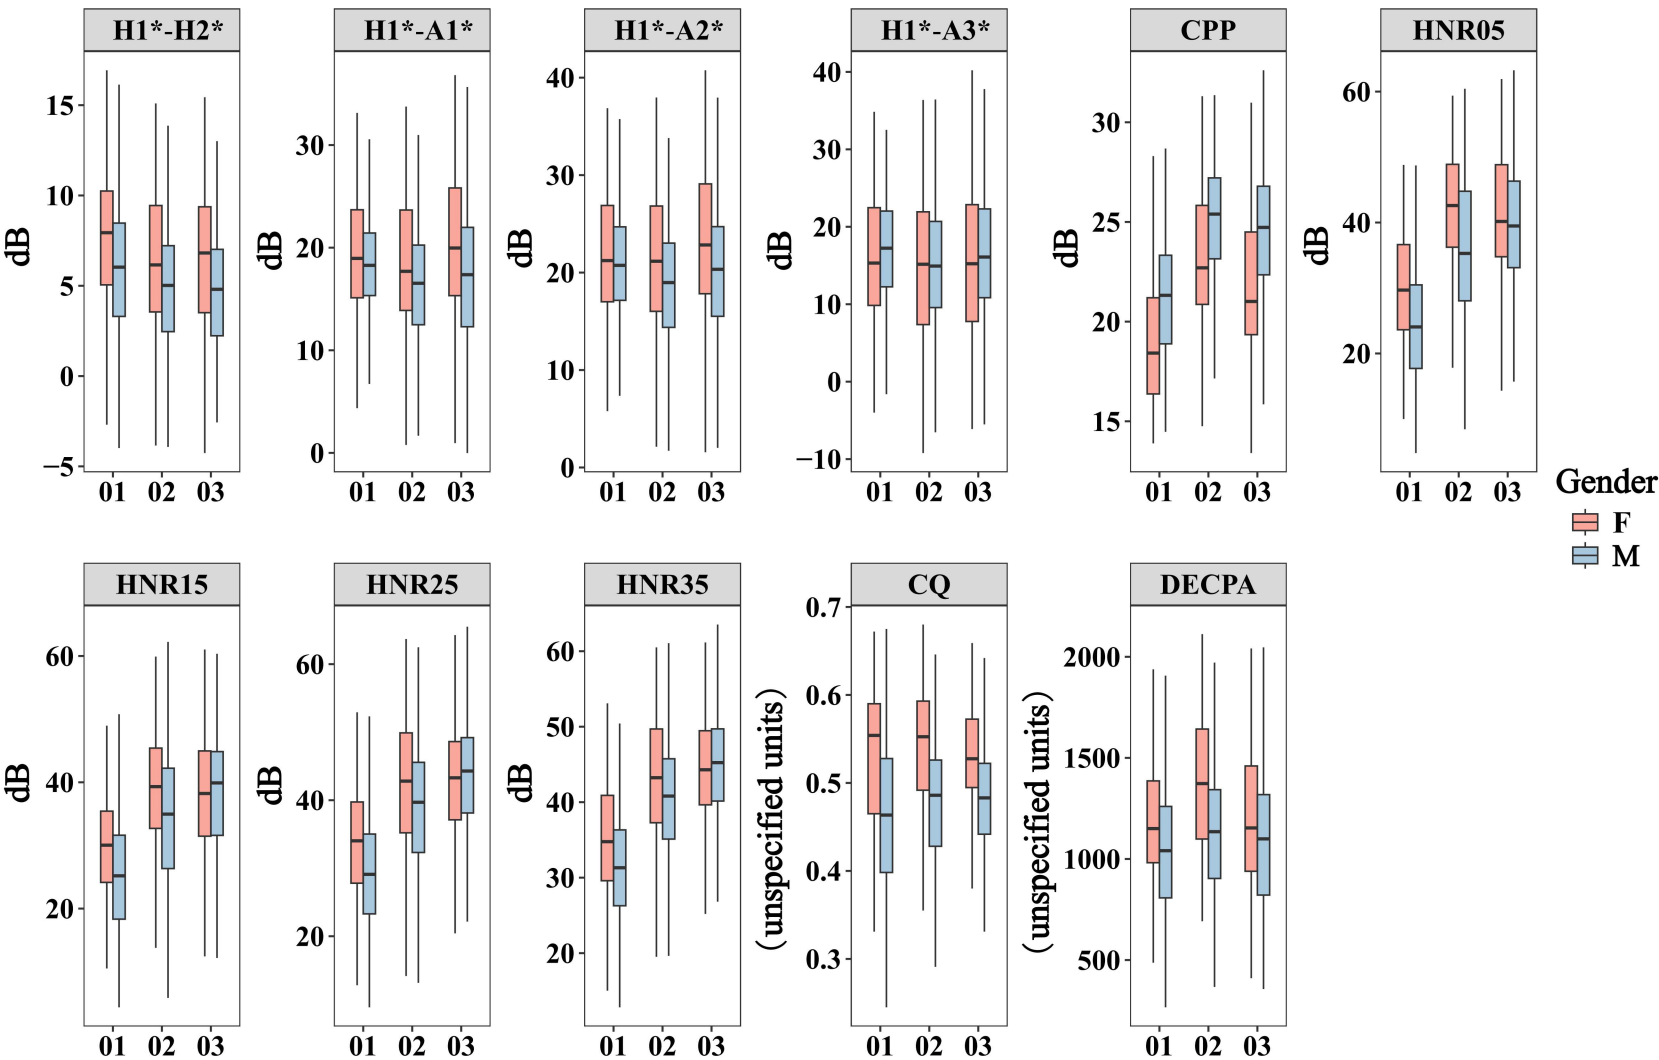 H1*-H2*
H1*-A1*
H1*-A2*
H1*-A3*
CPP
HNR05
dB
15
10
5
0
−5
01 02 03
dB
30
20
10
0
01 02 03
dB
40
30
20
10
0
01 02 03
dB
40
30
20
10
0
−10
01 02 03
dB
30
25
20
15
01 02 03
dB
60
40
20
01 02 03
Gender
F
M
HNR15
HNR25
HNR35
CQ
DECPA
dB
60
40
20
01 02 03
dB
60
40
20
01 02 03
dB
60
50
40
30
20
01 02 03
(unspecified units)
0.7
0.6
0.5
0.4
0.3
01 02 03
(unspecified units)
2000
1500
1000
500
01 02 03